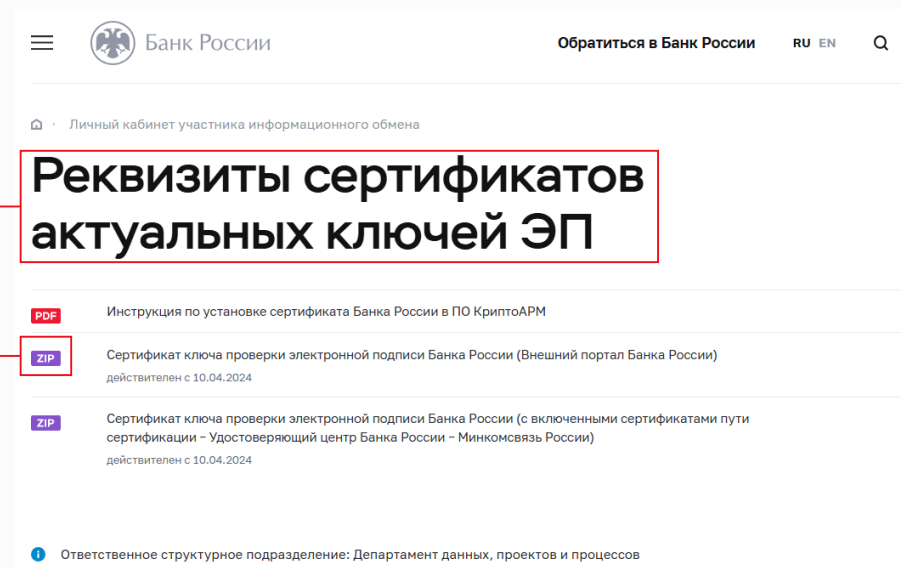 Банк России
Обратиться в Банк России
RU EN
Личный кабинет участника информационного обмена
Реквизиты сертификатов
актуальных ключей ЭП
PDF
Инструкция по установке сертификата Банка России в ПО КриптоАРМ
ZIP
Сертификат ключа проверки электронной подписи Банка России (Внешний портал Банка России)
действителен с 10.04.2024
ZIP
Сертификат ключа проверки электронной подписи Банка России (с включенными сертификатами пути
сертификации – Удостоверяющий центр Банка России – Минкомсвязь России)
действителен с 10.04.2024
Ответственное структурное подразделение: Департамент данных, проектов и процессов